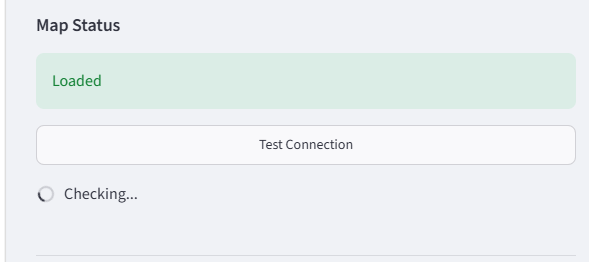 Map Status
Loaded
Test Connection
Checking...